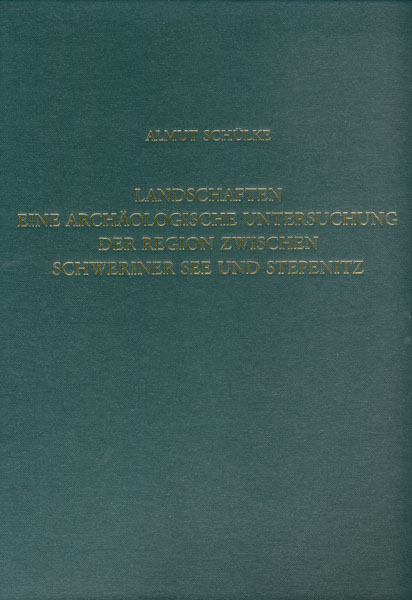 ALMUT SCHÜLKE
LANDSCHAFTEN
EINE ARCHÄOLOGISCHE UNTERSUCHUNG
DER REGION ZWISCHEN
SCHWERINER SEE UND STEPENITZ